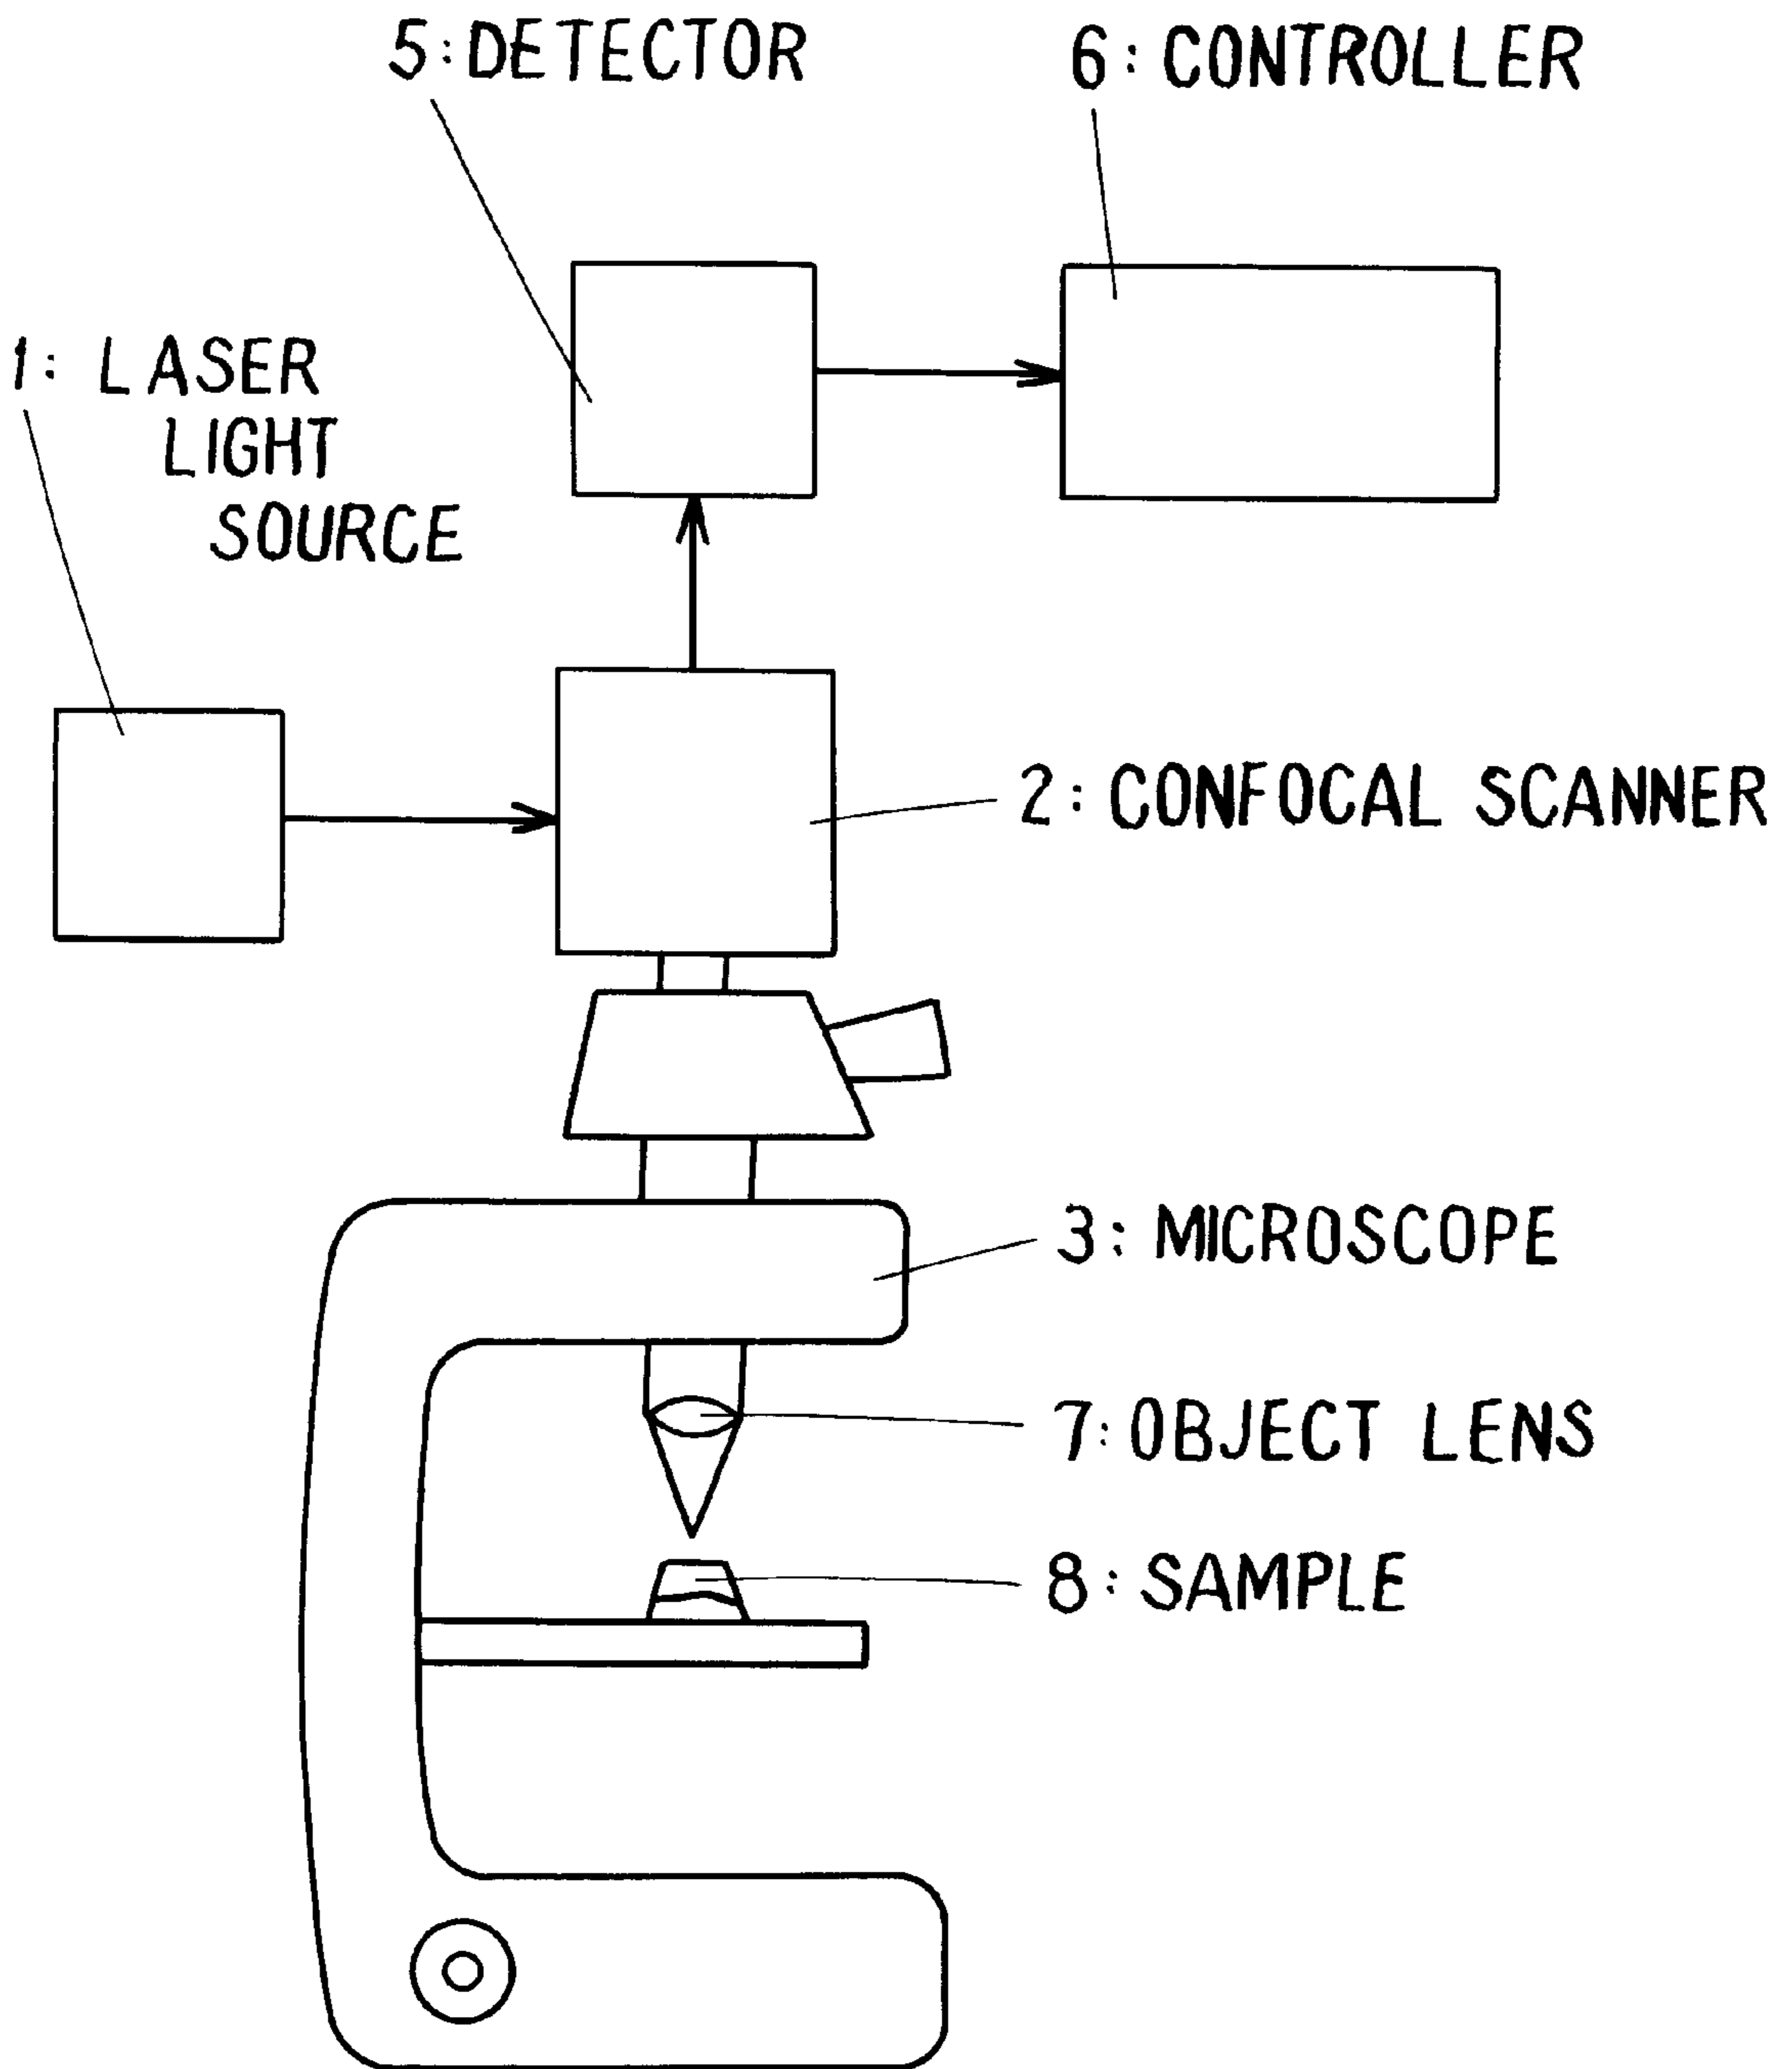 5: DETECTOR
6: CONTROLLER
1: LASER
LIGHT
SOURCE
2: CONFOCAL SCANNER
3: MICROSCOPE
7: OBJECT LENS
8: SAMPLE